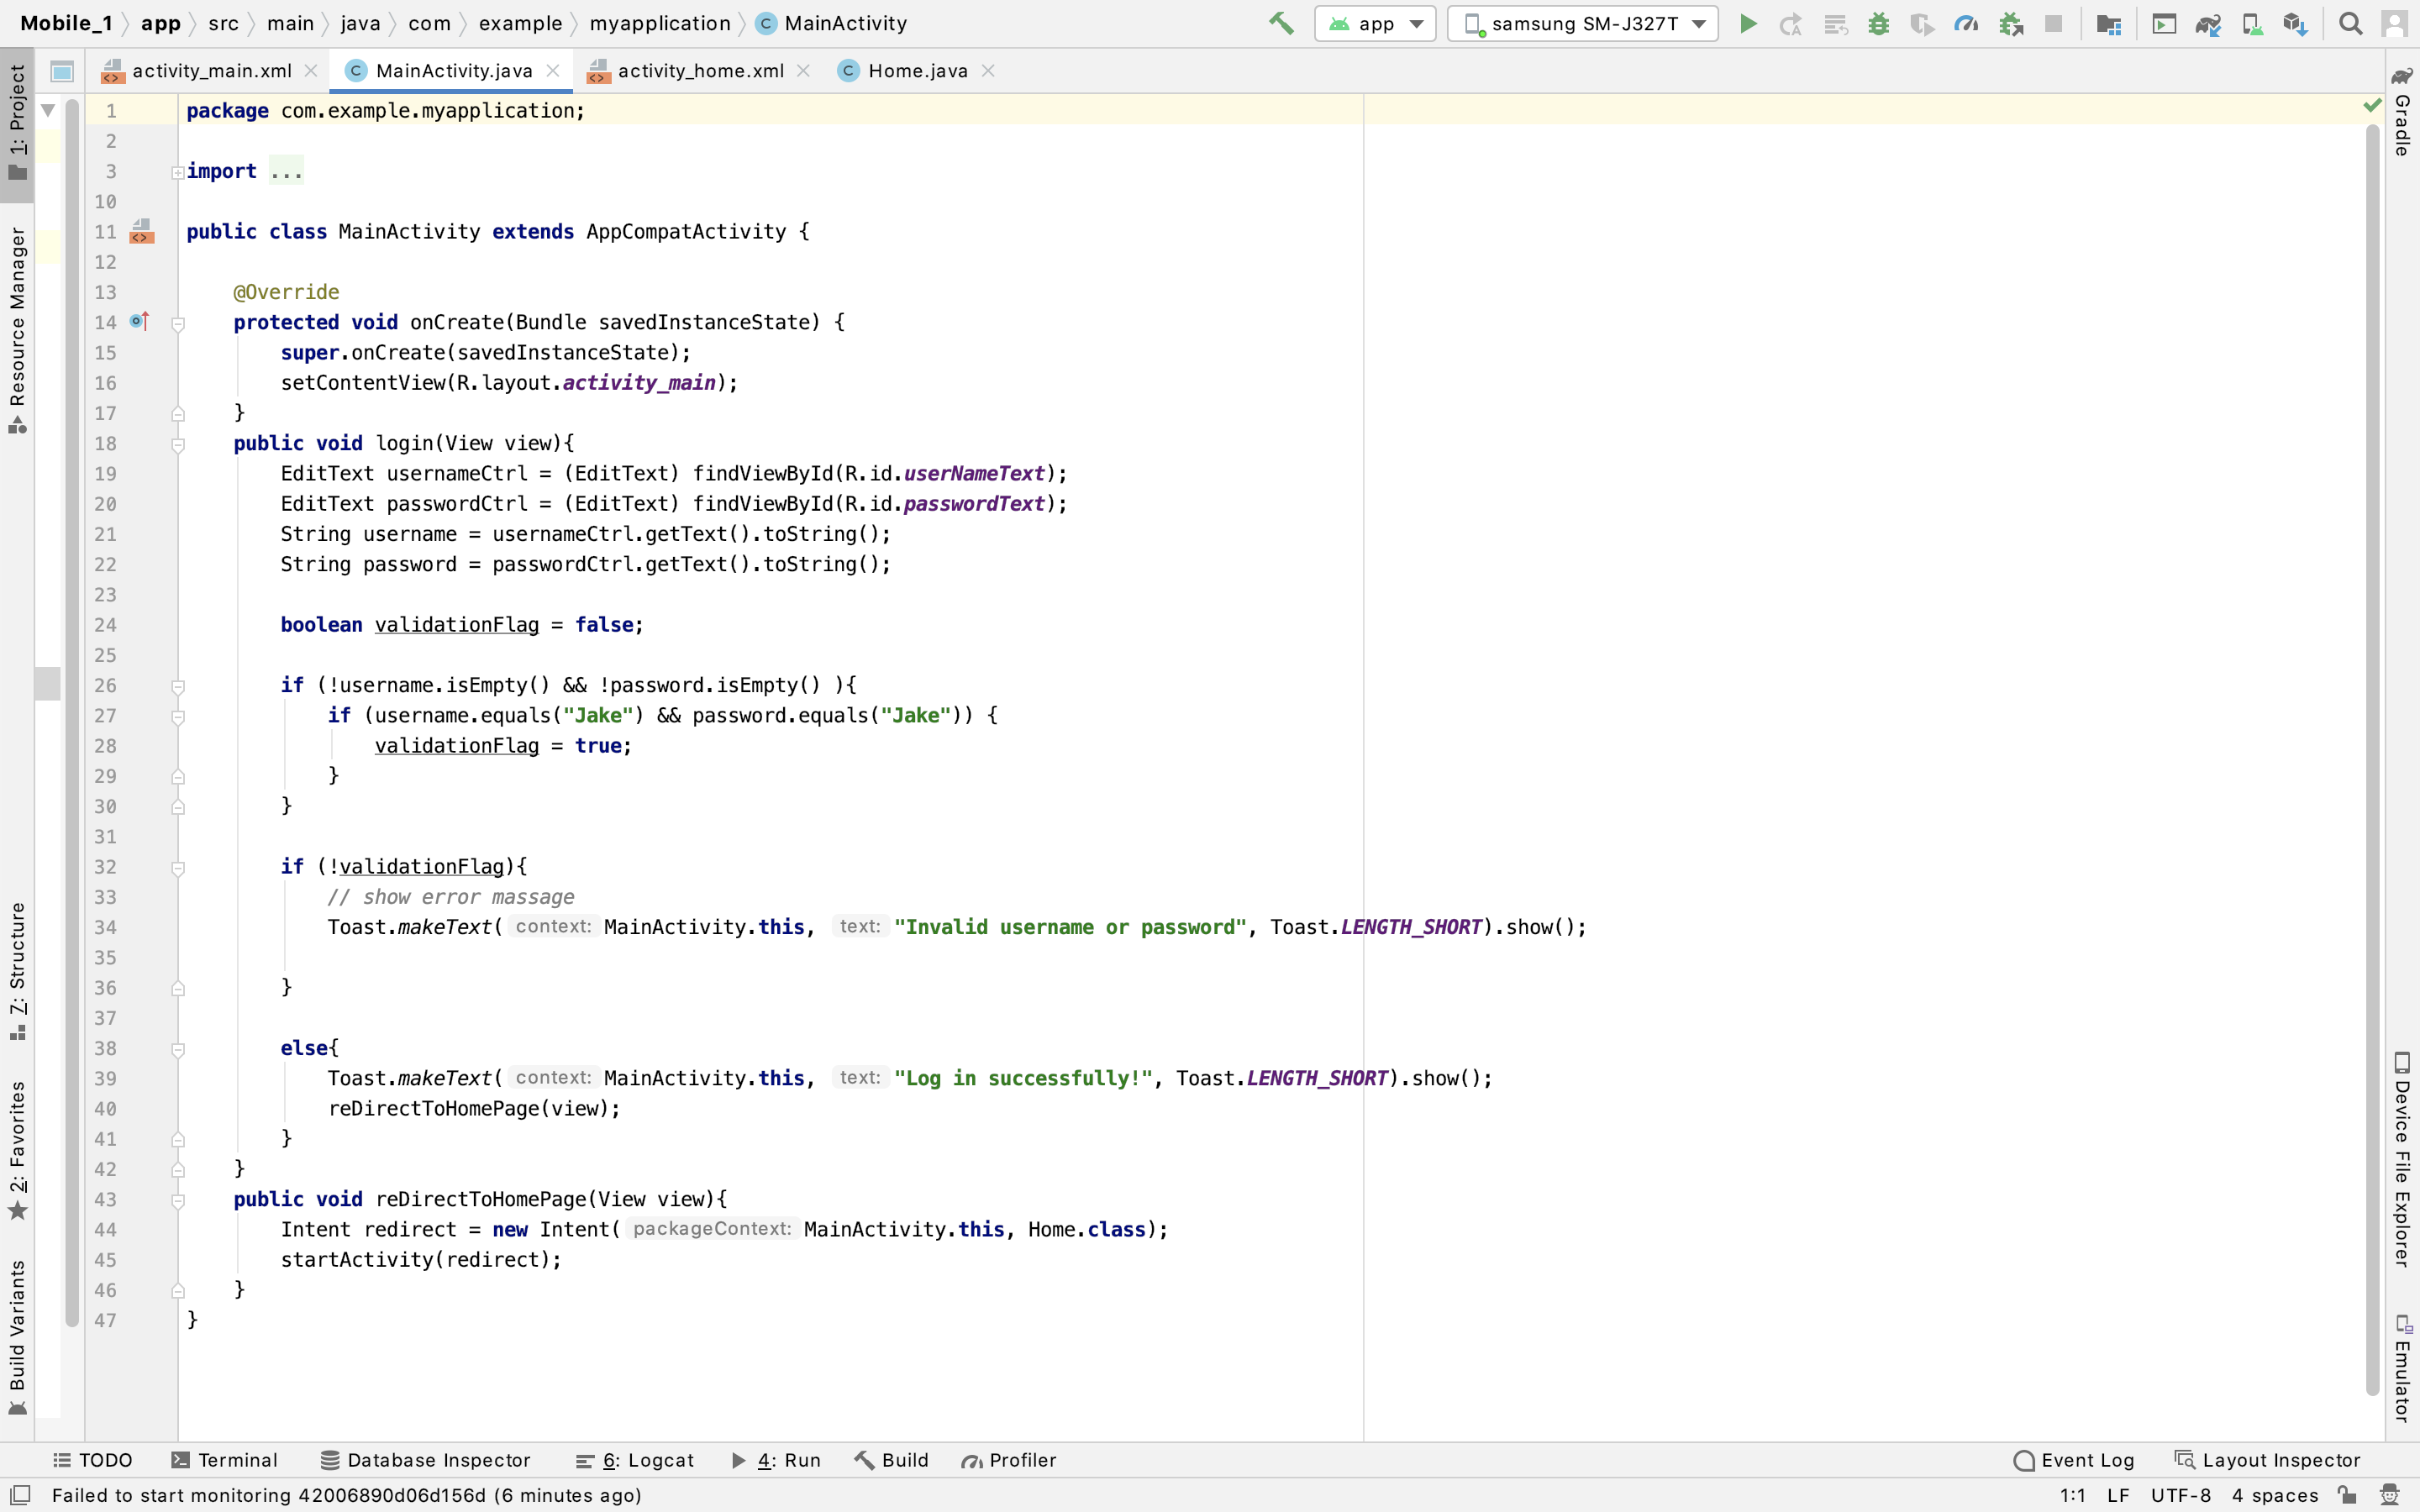 Mobile_1 app src main java com example myapplication C MainActivity app samsung SM-J327T
activity_main.xml C MainActivity.java activity_home.xml C Home.java
1 package com.example.myapplication;
2
3 import ...
10
11 public class MainActivity extends AppCompatActivity {
12
13 @Override
14 protected void onCreate(Bundle savedInstanceState) {
15 super.onCreate(savedInstanceState);
16 setContentView(R.layout.activity_main);
17 }
18 public void login(View view){
19 EditText usernameCtrl = (EditText) findViewById(R.id.userNameText);
20 EditText passwordCtrl = (EditText) findViewById(R.id.passwordText);
21 String username = usernameCtrl.getText().toString();
22 String password = passwordCtrl.getText().toString();
23
24 boolean validationFlag = false;
25
26 if (!username.isEmpty() && !password.isEmpty() ){
27 if (username.equals("Jake") && password.equals("Jake")) {
28 validationFlag = true;
29 }
30 }
31
32 if (!validationFlag){
33 // show error massage
34 Toast.makeText( context: MainActivity.this, text: "Invalid username or password", Toast.LENGTH_SHORT).show();
35
36 }
37
38 else{
39 Toast.makeText( context: MainActivity.this, text: "Log in successfully!", Toast.LENGTH_SHORT).show();
40 reDirectToHomePage(view);
41 }
42 }
43 public void reDirectToHomePage(View view){
44 Intent redirect = new Intent( packageContext: MainActivity.this, Home.class);
45 startActivity(redirect);
46 }
47 }
1: Project
Resource Manager
7: Structure
2: Favorites
Build Variants
Gradle
Device File Explorer
Emulator
TODO Terminal Database Inspector 6: Logcat 4: Run Build Profiler Event Log Layout Inspector
Failed to start monitoring 42006890d06d156d (6 minutes ago) 1:1 LF UTF-8 4 spaces